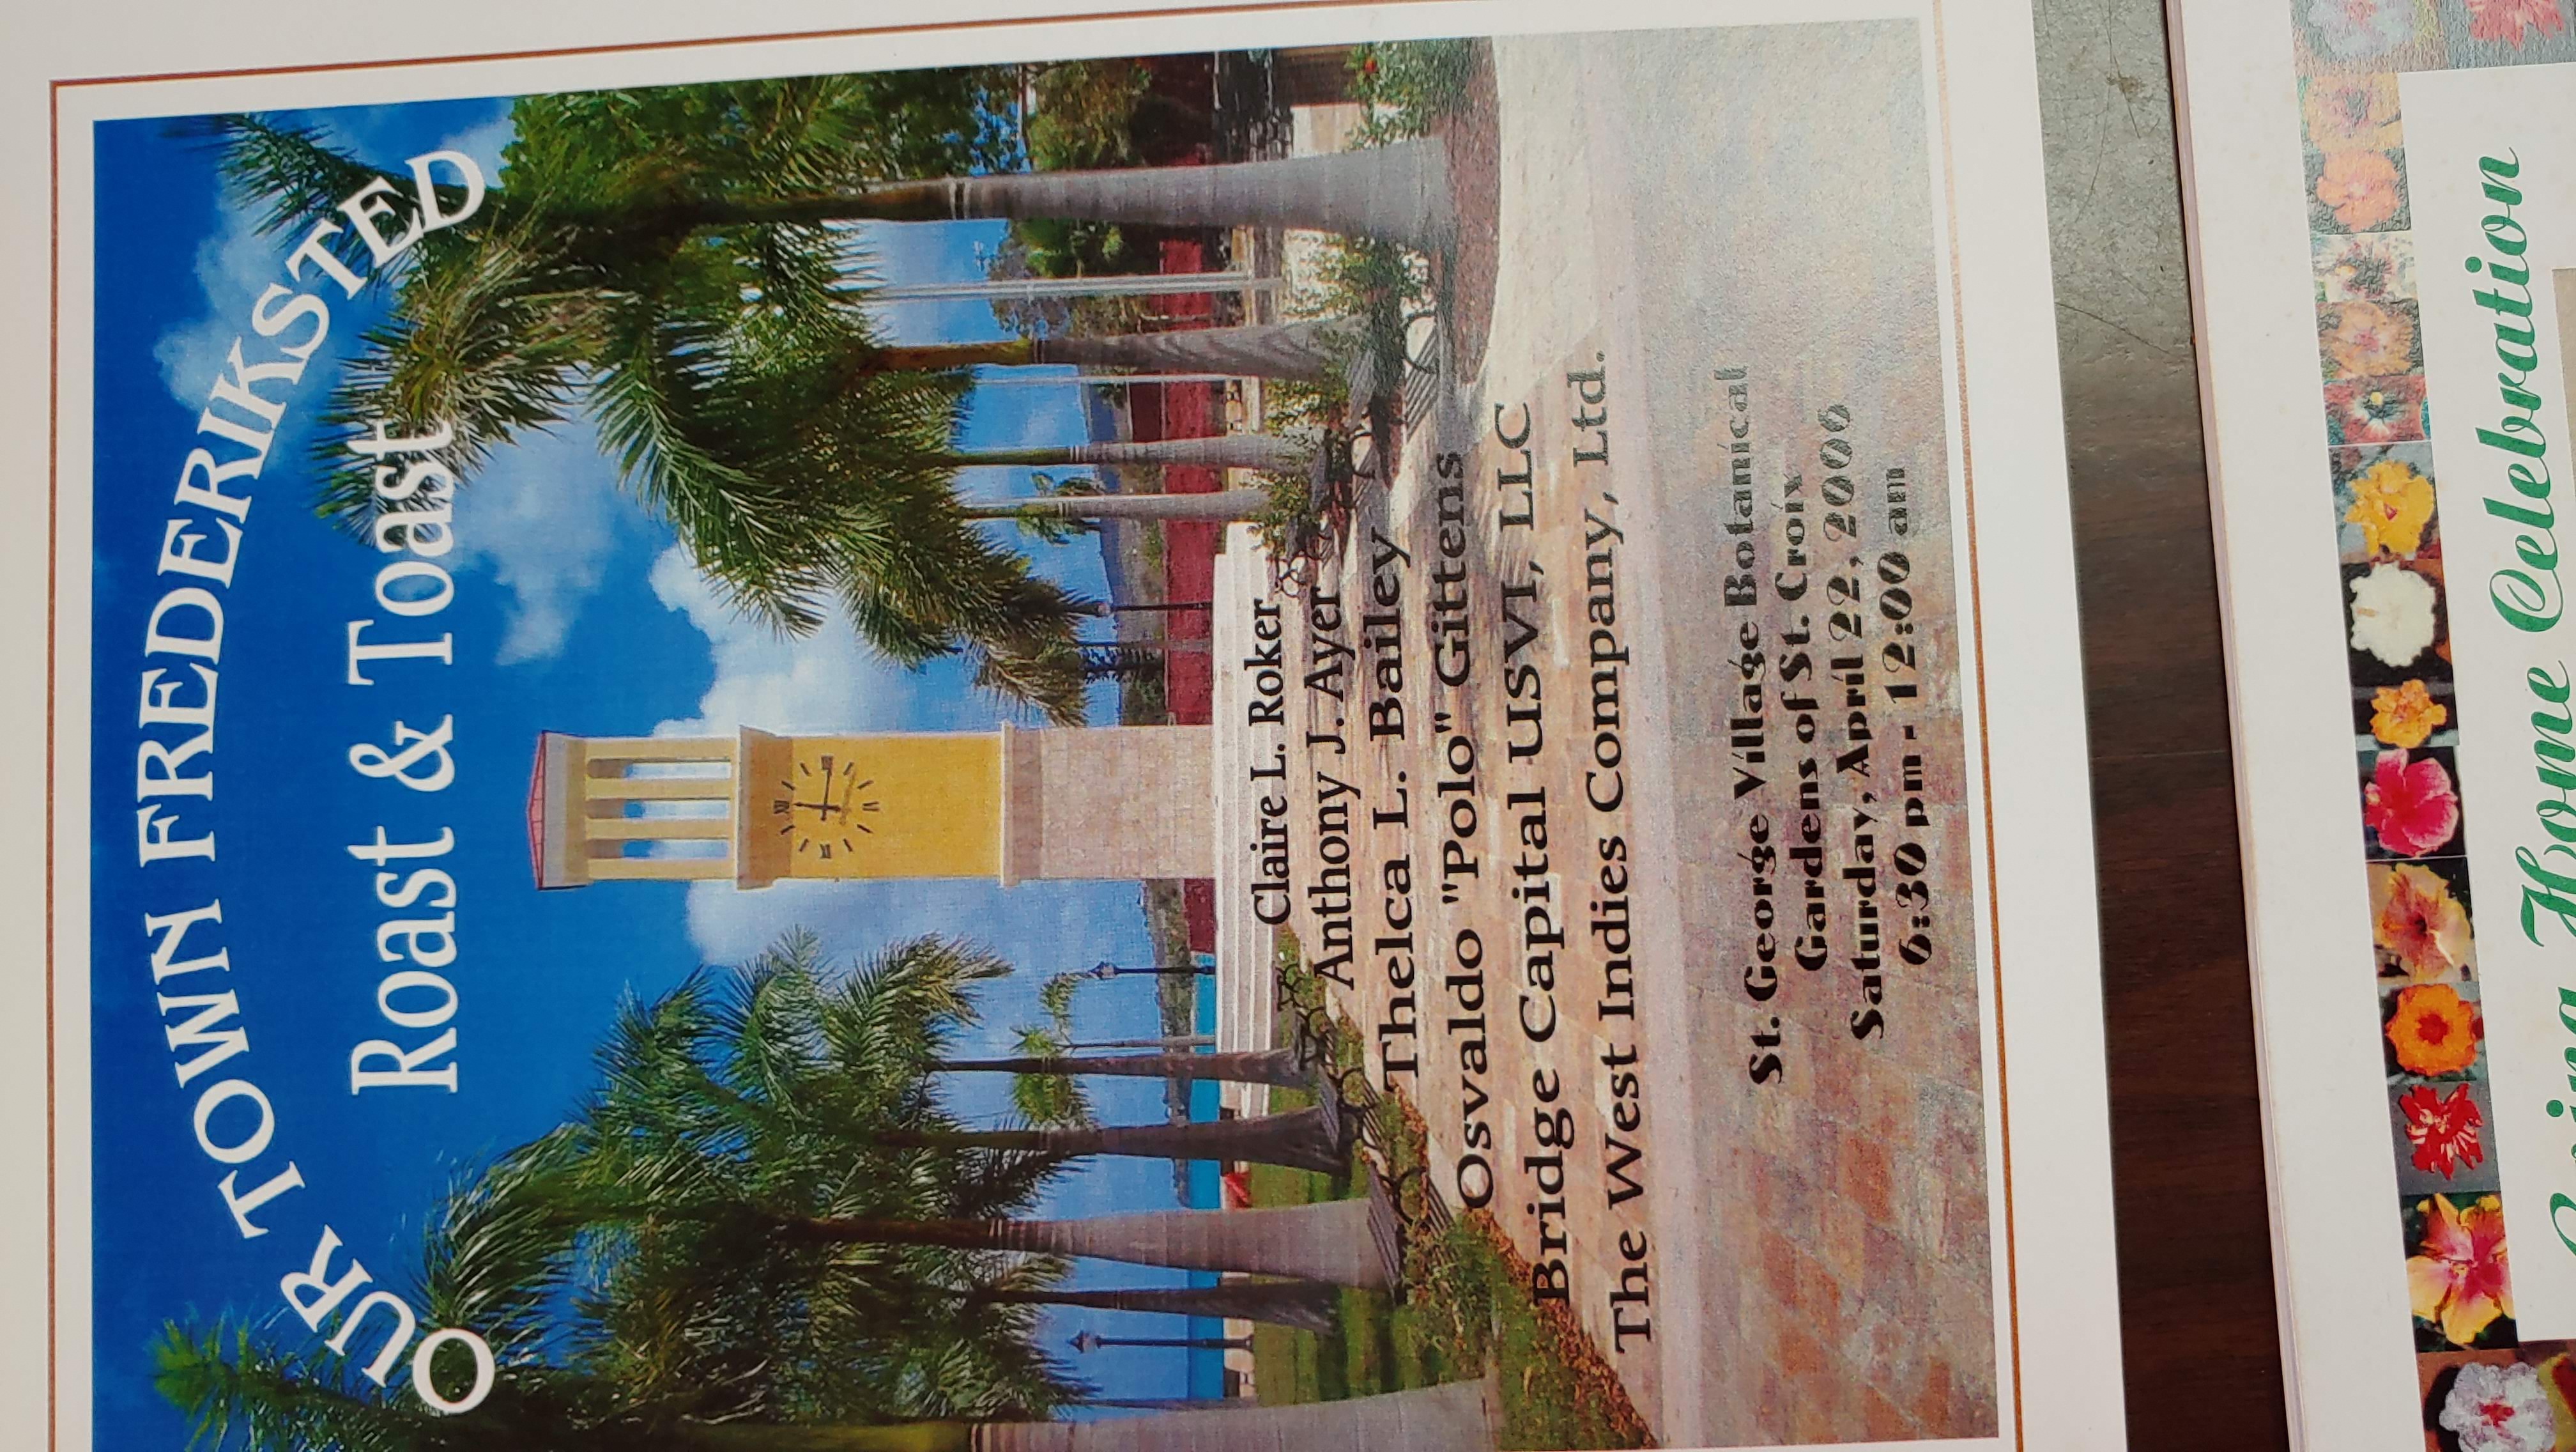 OUR TOWN FREDERIKSTED
Roast & Toast
XII
Claire L. Roker
Anthony J. Ayer
Thelca L. Bailey
Osvaldo "Polo" Gittens
Bridge Capital USVI, LLC
The West Indies Company, Ltd.
St. George Village Botanical
Gardens of St. Croix
Saturday, April 22, 2006
6:30 pm - 12:00 am
Home Celebration